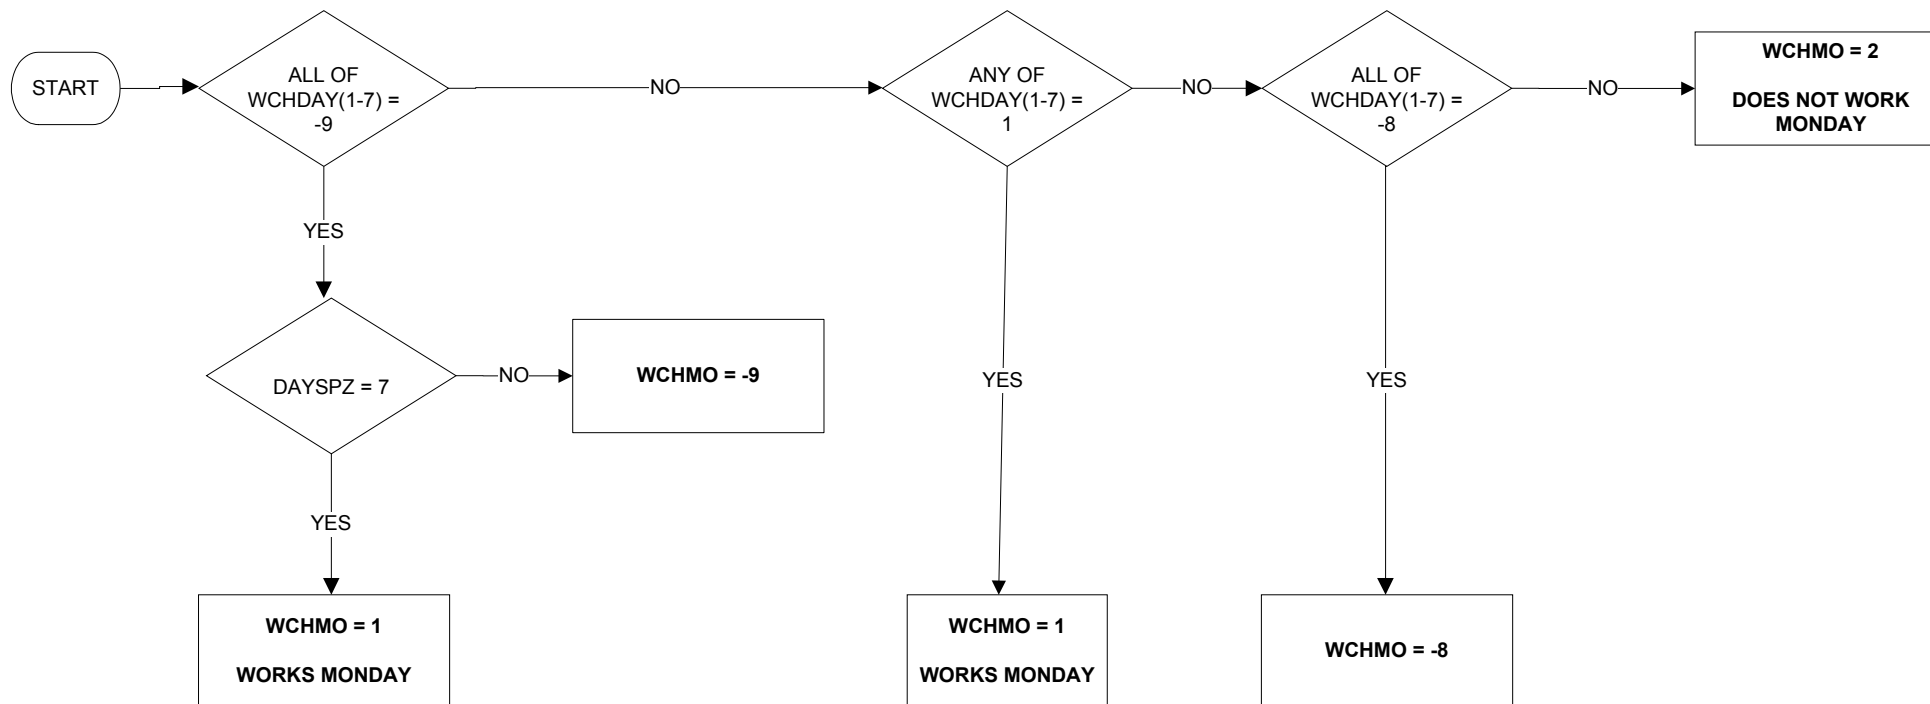 START
ALL OF
WCHDAY(1-7) =
-9
NO
ANY OF
WCHDAY(1-7) =
1
NO
ALL OF
WCHDAY(1-7) =
-8
NO
WCHMO = 2
DOES NOT WORK
MONDAY
YES
DAYSPZ = 7
NO
WCHMO = -9
YES
YES
YES
WCHMO = 1
WORKS MONDAY
WCHMO = 1
WORKS MONDAY
WCHMO = -8